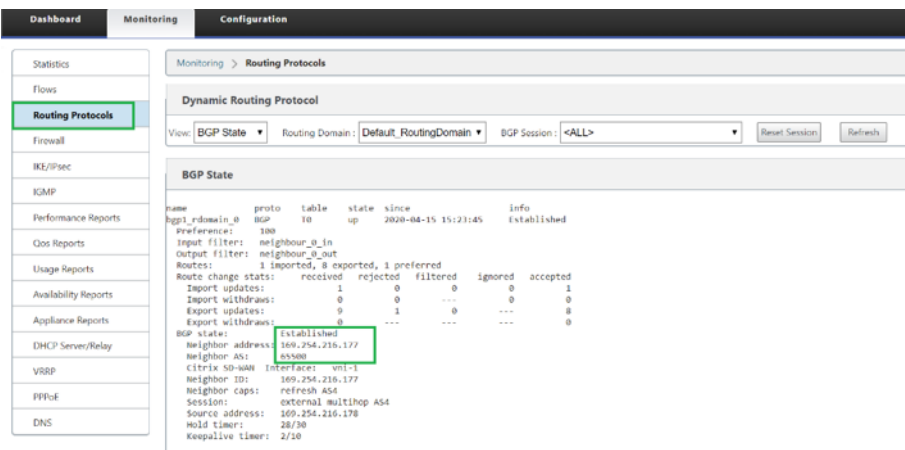 Dashboard Monitoring Configuration
Statistics
Flows
Routing Protocols
Firewall
IKE/IPsec
IGMP
Performance Reports
Qos Reports
Usage Reports
Availability Reports
Appliance Reports
DHCP Server/Relay
VRRP
PPPoE
DNS
Monitoring > Routing Protocols
Dynamic Routing Protocol
View: BGP State ▼ Routing Domain : Default_RoutingDomain ▼ BGP Session : <ALL> ▼ Reset Session Refresh
BGP State
name proto table state since info
bgp1_rdomain_0 BGP T0 up 2020-04-15 15:23:45 Established
Preference: 100
Input filter: neighbour_0_in
Output filter: neighbour_0_out
Routes: 1 imported, 8 exported, 1 preferred
Route change stats: received rejected filtered ignored accepted
Import updates: 1 0 0 0 1
Import withdraws: 0 0 --- 0 0
Export updates: 9 1 0 --- 8
Export withdraws: 0 --- --- --- 0
BGP state: Established
Neighbor address: 169.254.216.177
Neighbor AS: 65500
Citrix SD-WAN Interface: vni-1
Neighbor ID: 169.254.216.177
Neighbor caps: refresh AS4
Session: external multihop AS4
Source address: 169.254.216.178
Hold timer: 28/30
Keepalive timer: 2/10